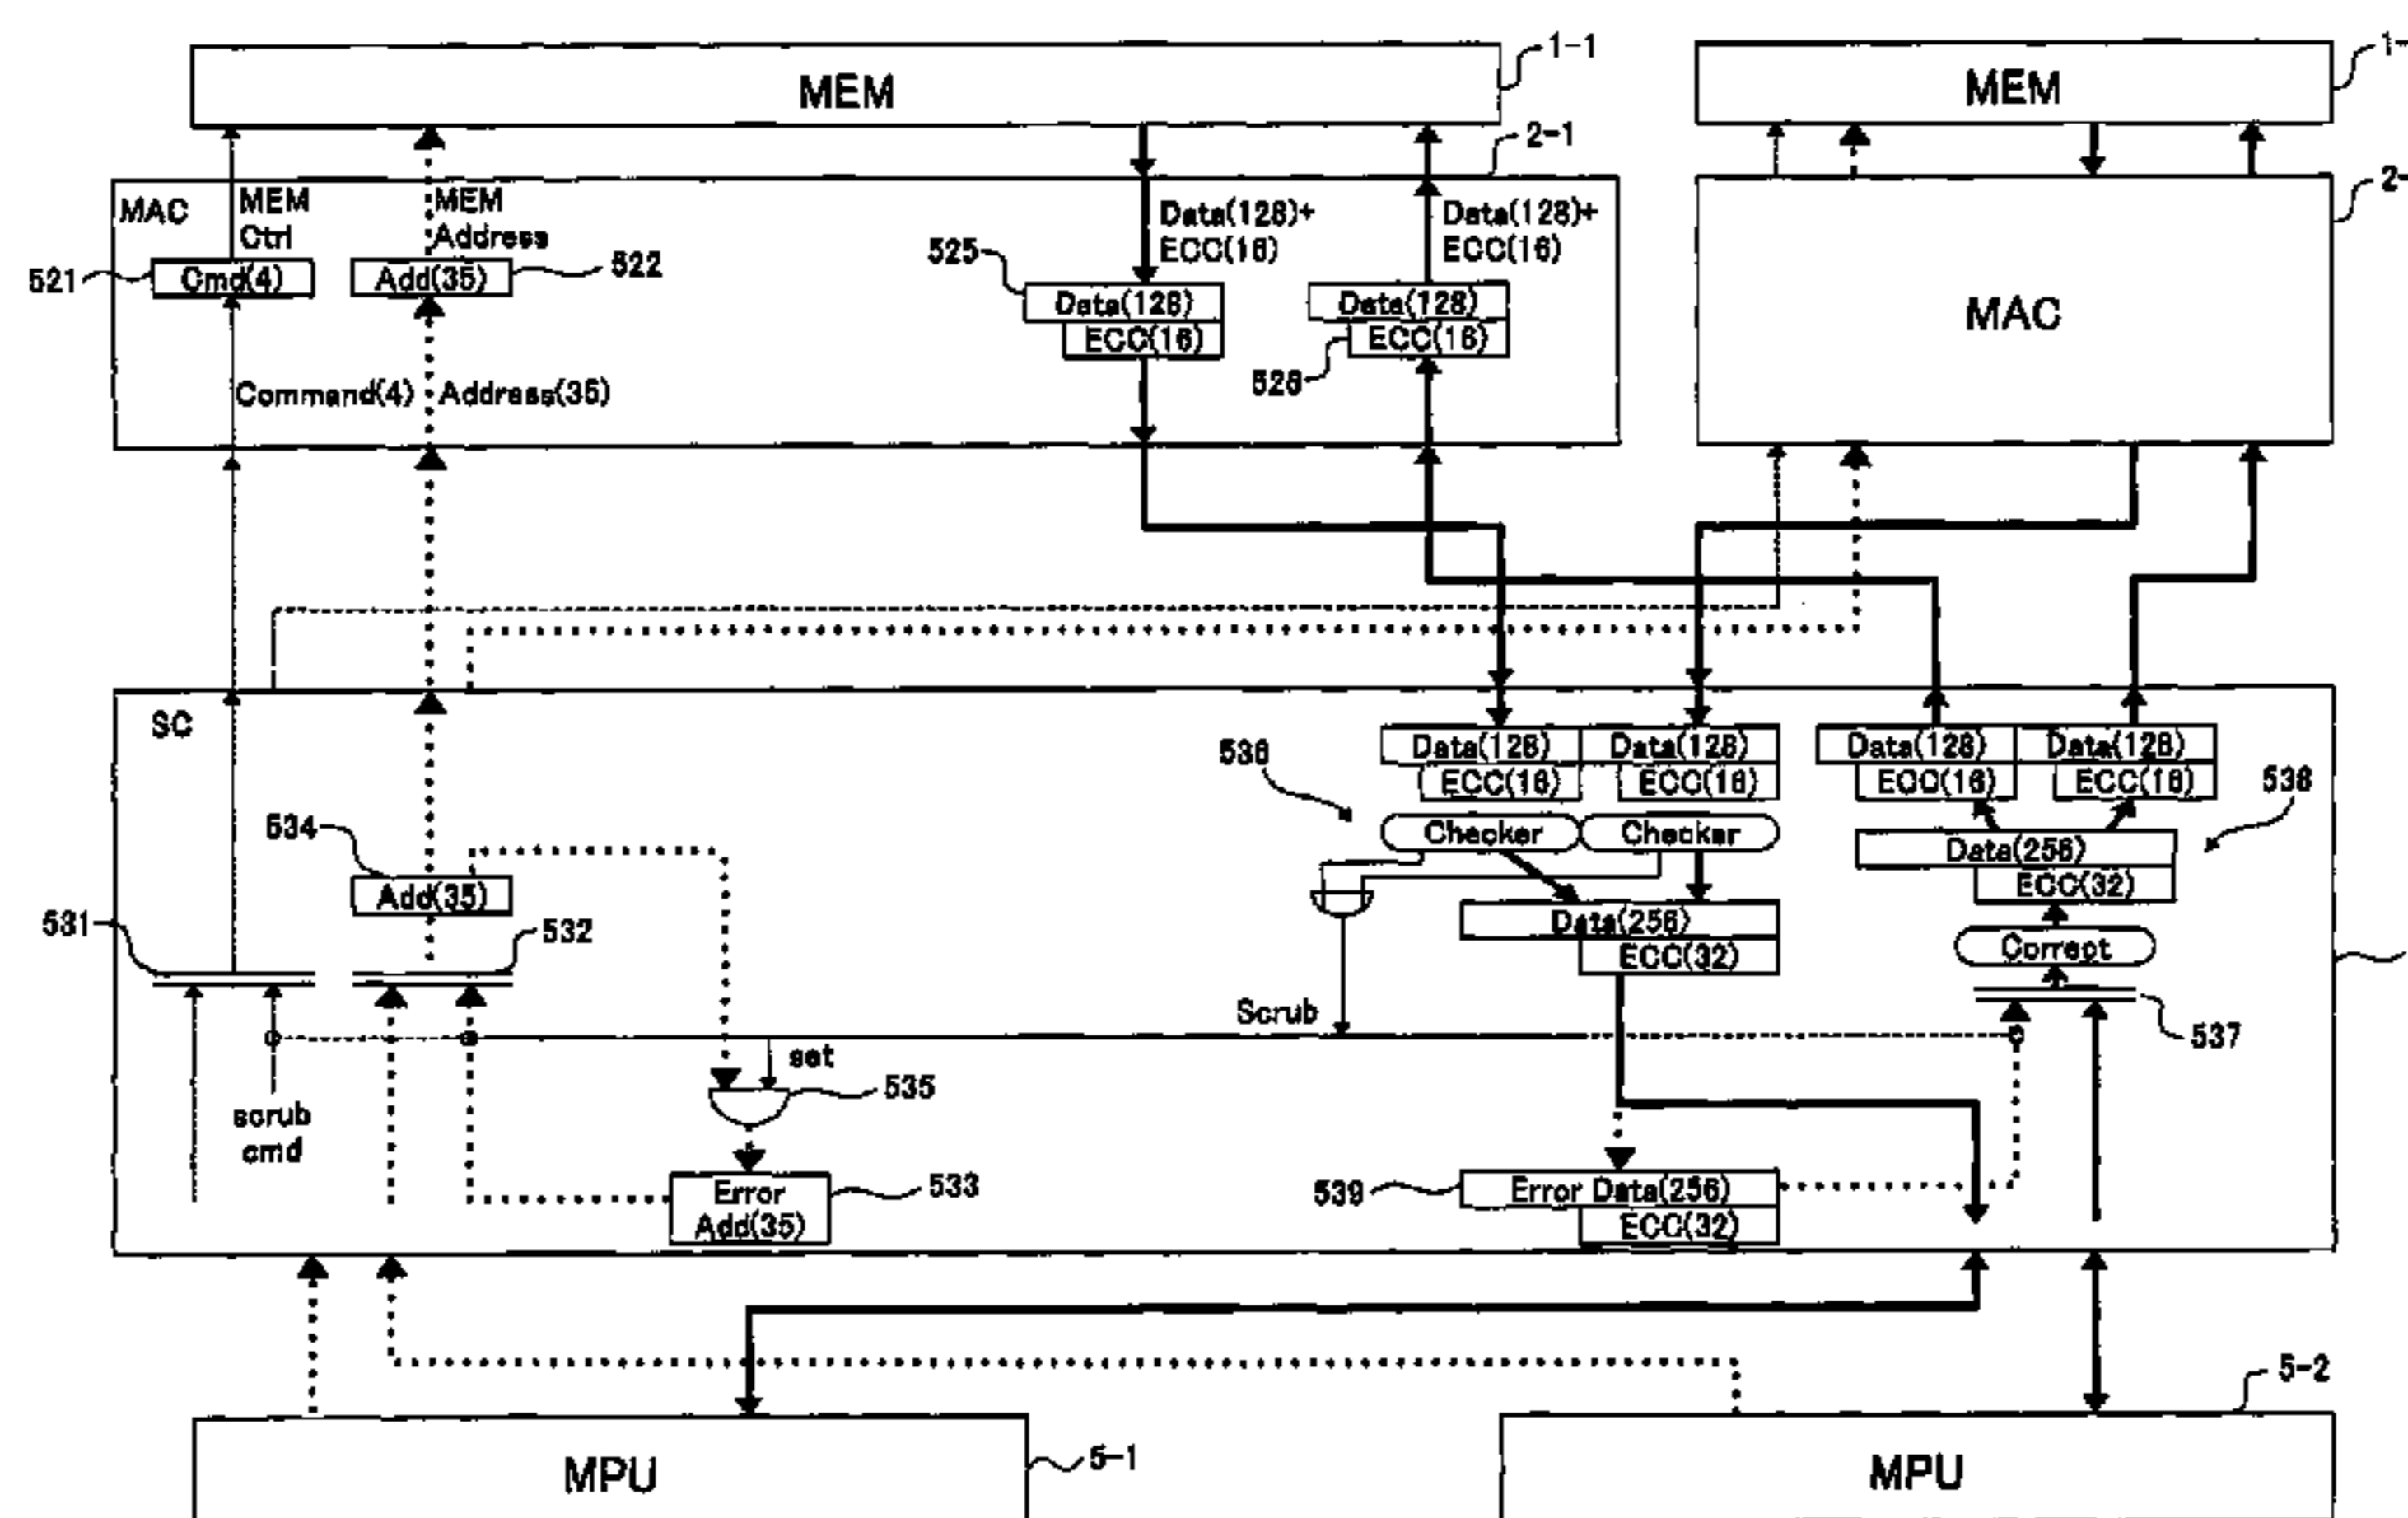 MEM
1-1
MEM
1-
2-1
2-
MAC
MEM
Ctrl
MEM
Address
Data(128)+
ECC(16)
Data(128)+
ECC(16)
521
Cmd(4)
Add(35)
522
525
Data(128)
ECC(16)
Data(128)
ECC(16)
526
MAC
Command(4)
Address(35)
SC
536
Data(128)
Data(128)
ECC(16)
ECC(16)
Data(128)
Data(128)
ECC(16)
ECC(16)
538
534
Add(35)
Checker
Checker
Data(256)
ECC(32)
531
532
Data(256)
ECC(32)
Correct
Scrub
537
set
535
scrub
cmd
Error
Add(35)
533
539
Error Data(256)
ECC(32)
MPU
5-1
MPU
5-2